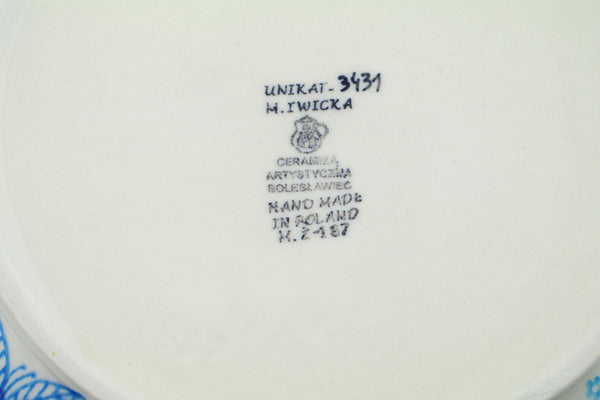 UNIKAT-3431
M.IWICKA
CERAMIKA
ARTYSTYCZNA
BOLESŁAWIEC
HAND MADE
IN POLAND
M.Z-187